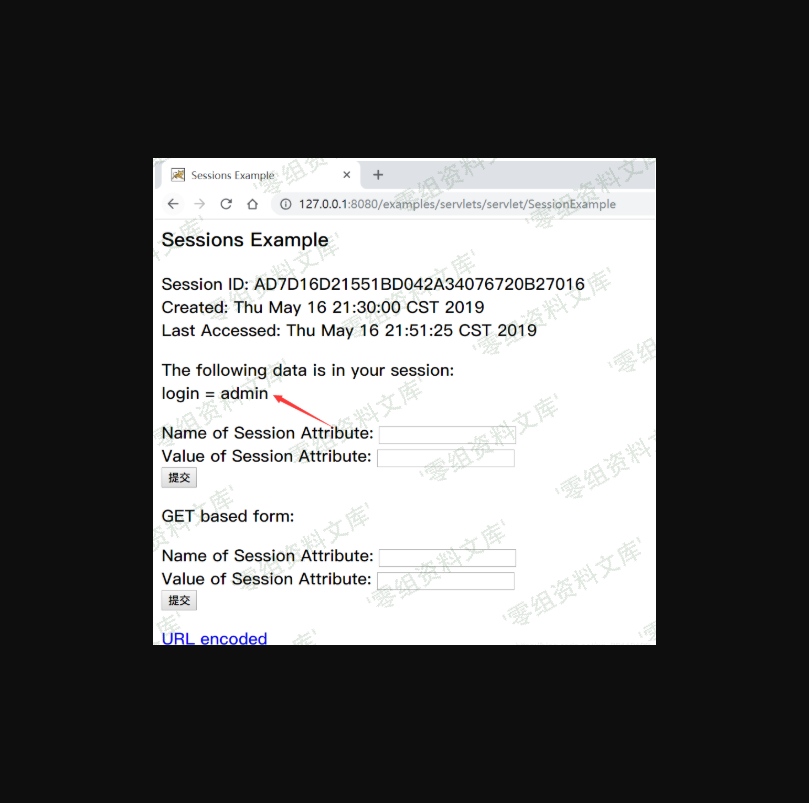 Sessions Example
127.0.0.1:8080/examples/servlets/servlet/SessionExample
Sessions Example
Session ID: AD7D16D21551BD042A34076720B27016
Created: Thu May 16 21:30:00 CST 2019
Last Accessed: Thu May 16 21:51:25 CST 2019
The following data is in your session:
login = admin
Name of Session Attribute:
Value of Session Attribute:
提交
GET based form:
Name of Session Attribute:
Value of Session Attribute:
提交
URL encoded
'零组资料文库'